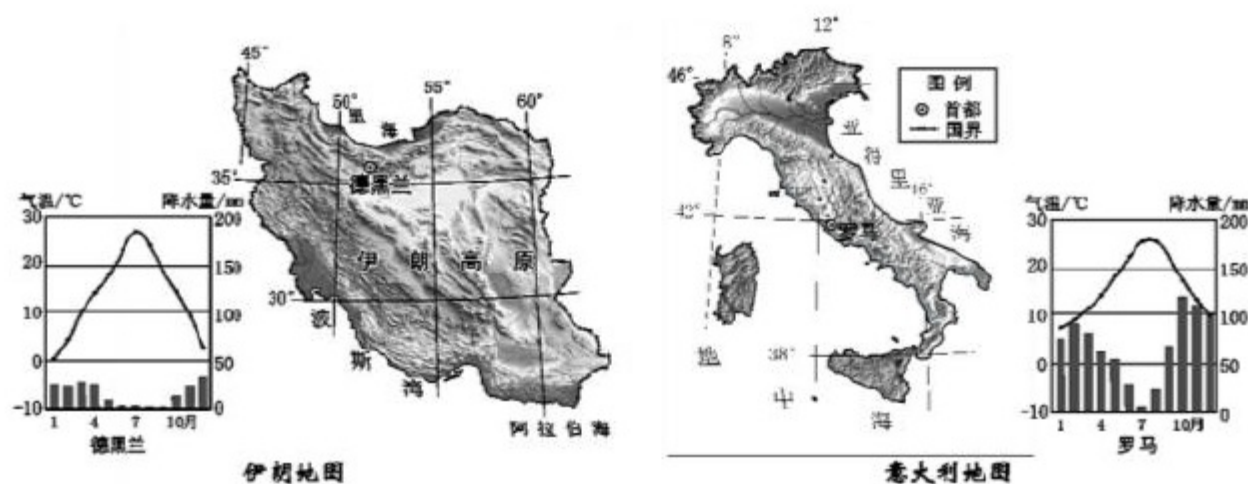 45°
50°
55°
60°
里 海
35°
德黑兰
伊 朗 高 原
30°
波
斯
湾
阿 拉 伯 海
气温/℃
降水量/mm
30
200
20
150
10
100
0
50
-10
0
1
4
7
10月
德黑兰
伊朗地图
8°
12°
46°
图 例
首都
国界
亚
得
里
亚
海
16°
42°
38°
地
中
海
气温/℃
降水量/mm
30
200
20
150
10
100
0
50
-10
0
1
4
7
10月
罗马
意大利地图